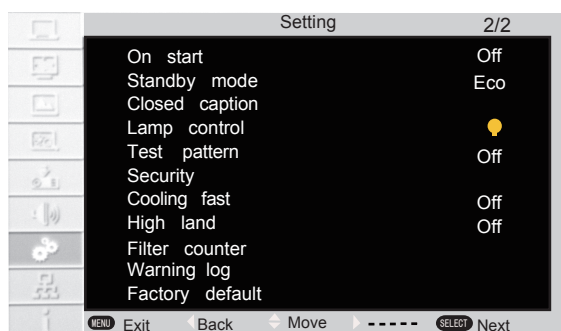 Setting 2/2
On start Off
Standby mode Eco
Closed caption
Lamp control
Test pattern Off
Security
Cooling fast Off
High land Off
Filter counter
Warning log
Factory default
MENU Exit Back Move ----- SELECT Next